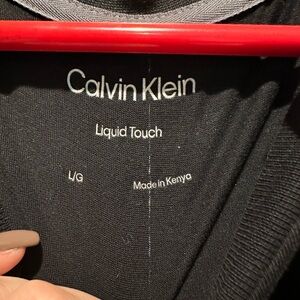 Calvin Klein
Liquid Touch
L/G
Made in Kenya